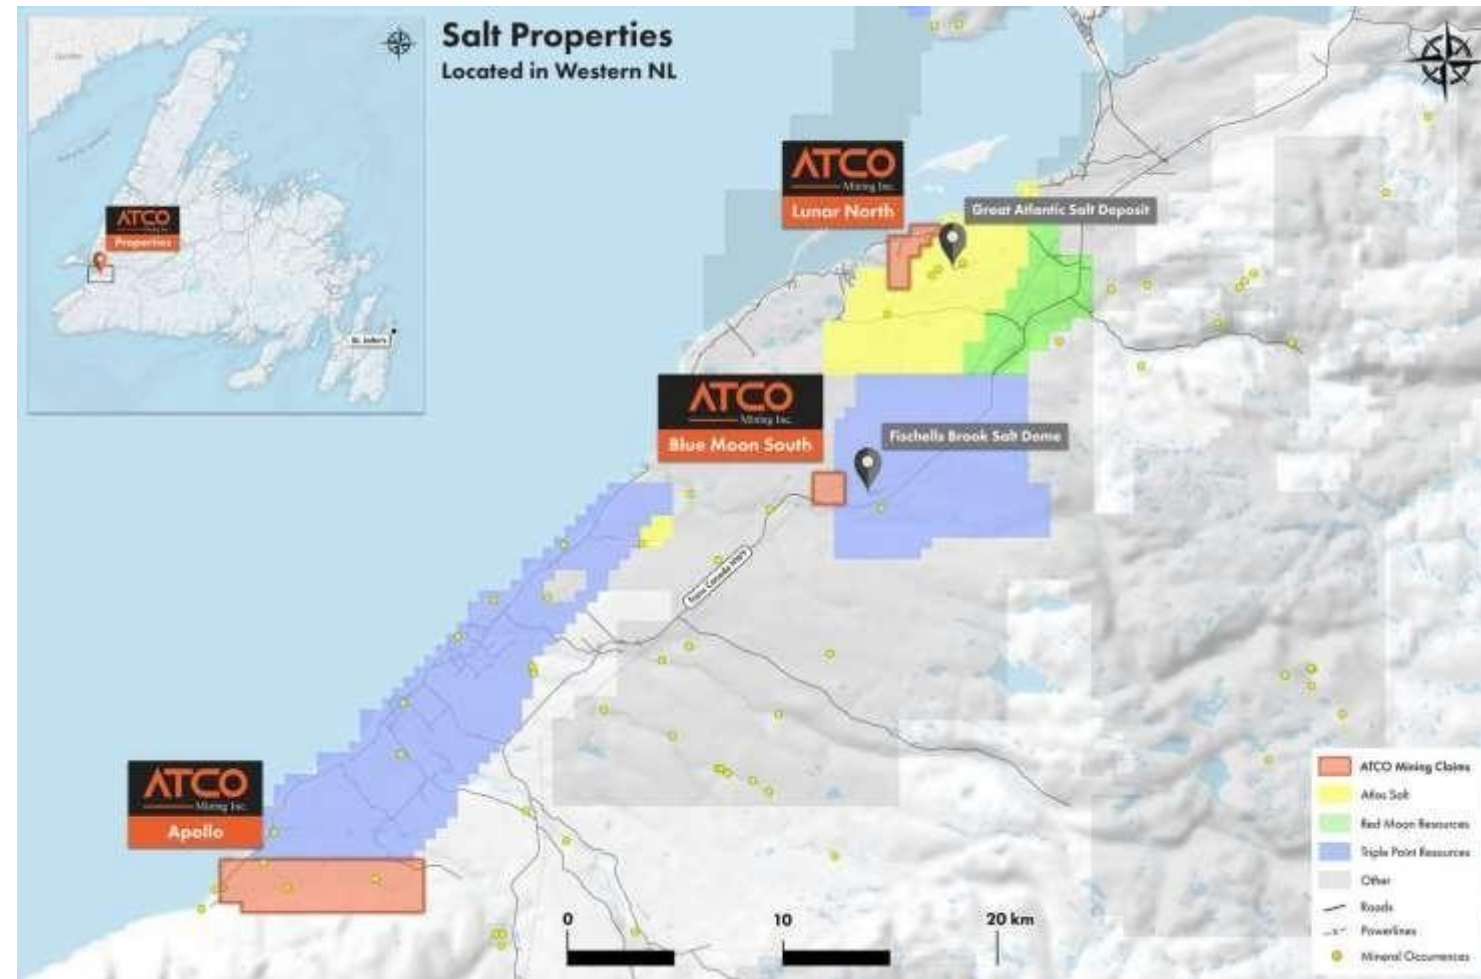 Salt Properties
Located in Western NL
ATCO
Mining Inc.
Properties
St. John's
ATCO
Mining Inc.
Lunar North
Great Atlantic Salt Deposit
ATCO
Mining Inc.
Blue Moon South
Fischells Brook Salt Dome
Trans Canada HWY
ATCO
Mining Inc.
Apollo
0
10
20 km
ATCO Mining Claims
Atlas Salt
Red Moon Resources
Triple Point Resources
Other
Roads
Powerlines
Mineral Occurrences